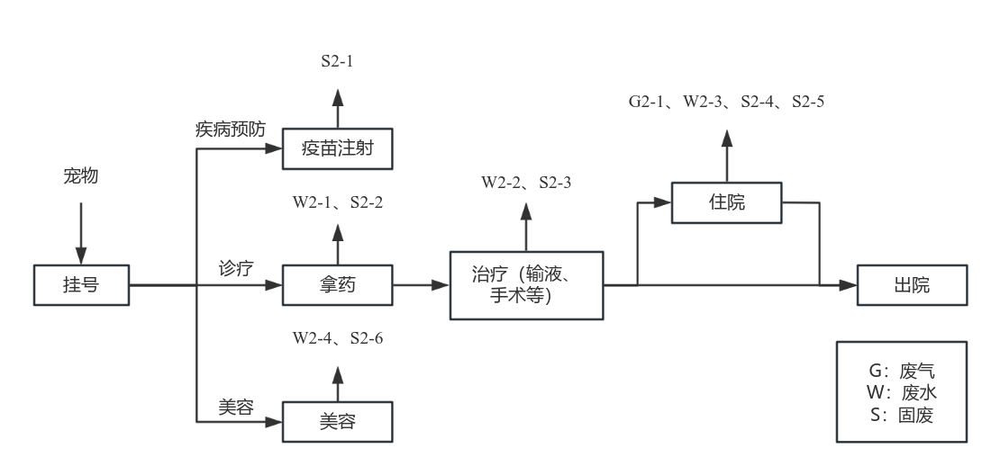 S2-1
G2-1、W2-3、S2-4、S2-5
疾病预防
疫苗注射
宠物
W2-1、S2-2
W2-2、S2-3
住院
诊疗
挂号
拿药
治疗（输液、
手术等）
出院
W2-4、S2-6
美容
美容
G：废气
W：废水
S：固废